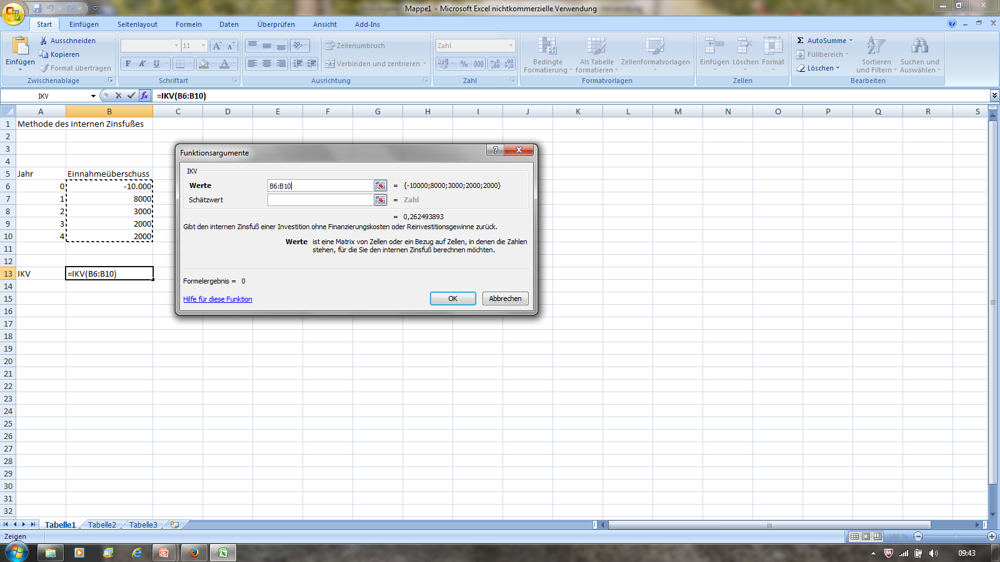 Mappe1 - Microsoft Excel nichtkommerzielle Verwendung
Start Einfügen Seitenlayout Formeln Daten Überprüfen Ansicht Add-Ins
Einfügen
Ausschneiden
Kopieren
Format übertragen
Zwischenablage
11
F K U
Schriftart
Zeilenumbruch
Verbinden und zentrieren
Ausrichtung
Zahl
% 000
Zahl
Bedingte Formatierung
Als Tabelle formatieren
Zellenformatvorlagen
Formatvorlagen
Einfügen Löschen Format
Zellen
Σ AutoSumme
Füllbereich
Löschen
Sortieren und Filtern
Suchen und Auswählen
Bearbeiten
IKV =IKV(B6:B10)
A B C D E F G H I J K L M N O P Q R S
1 Methode des internen Zinsfußes
2
3
4
5 Jahr Einnahmeüberschuss
6 0 -10.000
7 1 8000
8 2 3000
9 3 2000
10 4 2000
11
12
13 IKV =IKV(B6:B10)
14
15
16
17
18
19
20
21
22
23
24
25
26
27
28
29
30
31
32
Funktionsargumente
IKV
Werte B6:B10 = {-10000;8000;3000;2000;2000}
Schätzwert = Zahl
= 0,262493893
Gibt den internen Zinsfuß einer Investition ohne Finanzierungskosten oder Reinvestitionsgewinne zurück.
Werte ist eine Matrix von Zellen oder ein Bezug auf Zellen, in denen die Zahlen
stehen, für die Sie den internen Zinsfuß berechnen möchten.
Formelergebnis = 0
Hilfe für diese Funktion
OK Abbrechen
Tabelle1 Tabelle2 Tabelle3
Zeigen
100 %
09:43